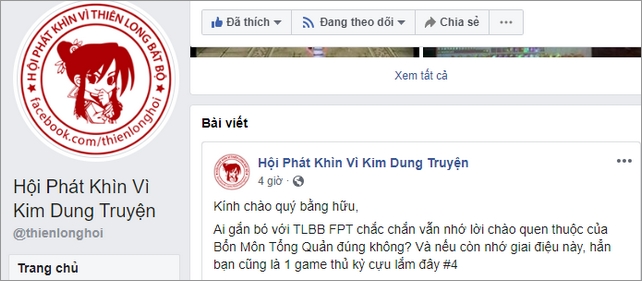 HỘI PHÁT KHÌN VÌ THIÊN LONG BÁT BỘ
facebook.com/thienlonghoi
Hội Phát Khìn Vì
Kim Dung Truyện
@thienlonghoi
Trang chủ
Đã thích
Đang theo dõi
Chia sẻ
Xem tất cả
Bài viết
Hội Phát Khìn Vì Kim Dung Truyện
4 giờ ·
Kính chào quý bằng hữu,
Ai gắn bó với TLBB FPT chắc chắn vẫn nhớ lời chào quen thuộc của
Bổn Môn Tổng Quản đúng không? Và nếu còn nhớ giai điệu này, hẳn
bạn cũng là 1 game thủ kỳ cựu lắm đây #4